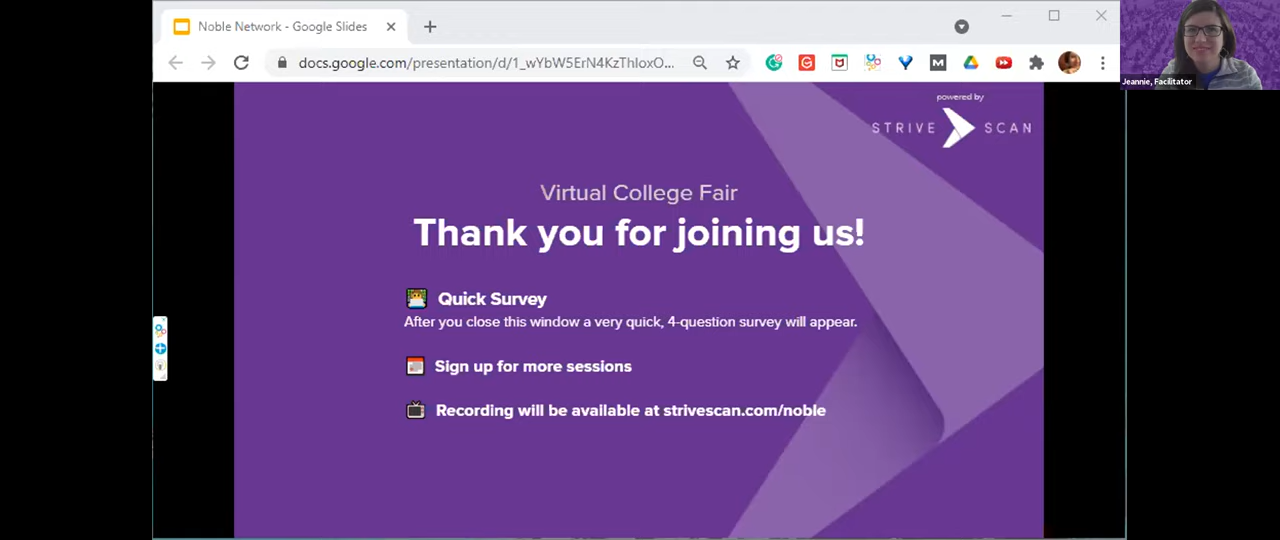 Noble Network - Google Slides
docs.google.com/presentation/d/1_wYbW5ErN4KzThIoxO...
Jeannie, Facilitator
powered by
STRIVE SCAN
Virtual College Fair
Thank you for joining us!
Quick Survey
After you close this window a very quick, 4-question survey will appear.
Sign up for more sessions
Recording will be available at strivescan.com/noble